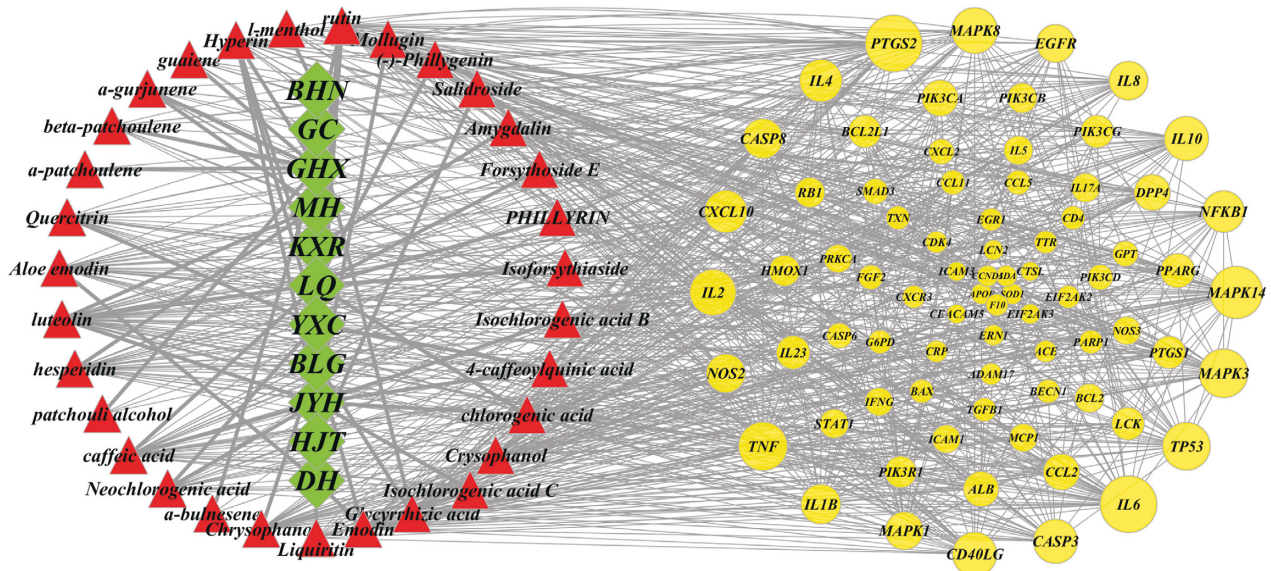 rutin
l-menthol
Mollugin
Hyperin
(-)-Phillygenin
guaiene
Salidroside
a-gurjunene
Amygdalin
beta-patchoulene
Forsythoside E
a-patchoulene
PHILLYRIN
Quercitrin
Isoforsythiaside
Aloe emodin
Isochlorogenic acid B
luteolin
4-caffeoylquinic acid
hesperidin
chlorogenic acid
patchouli alcohol
Crysophanol
caffeic acid
Isochlorogenic acid C
Neochlorogenic acid
Glycyrrhizic acid
a-bulnesene
Emodin
Chrysophano
Liquiritin
BHN
GC
GHX
MH
KXR
LQ
YXC
BLG
JYH
HJT
DH
PTGS2
MAPK8
EGFR
IL4
IL8
PIK3CA
PIK3CB
CASP8
BCL2L1
PIK3CG
IL10
CXCL2
IL5
RB1
SMAD3
CCL11
CCL5
IL17A
DPP4
CXCL10
TXN
EGR1
CD4
NFKB1
CDK4
LCN2
TTR
GPT
HMOX1
PRKCA
FGF2
ICAM3
CTSL
PIK3CD
PPARG
IL2
CXCR3
APOE
SOD1
F10
EIF2AK2
MAPK14
CEACAM5
EIF2AK3
CASP6
G6PD
ERN1
NOS3
IL23
CRP
ACE
PARP1
PTGS1
NOS2
ADAM17
MAPK3
BAX
BECN1
BCL2
IFNG
TGFB1
STAT1
LCK
TNF
ICAM1
MCP1
TP53
PIK3R1
CCL2
ALB
IL1B
IL6
MAPK1
CASP3
CD40LG